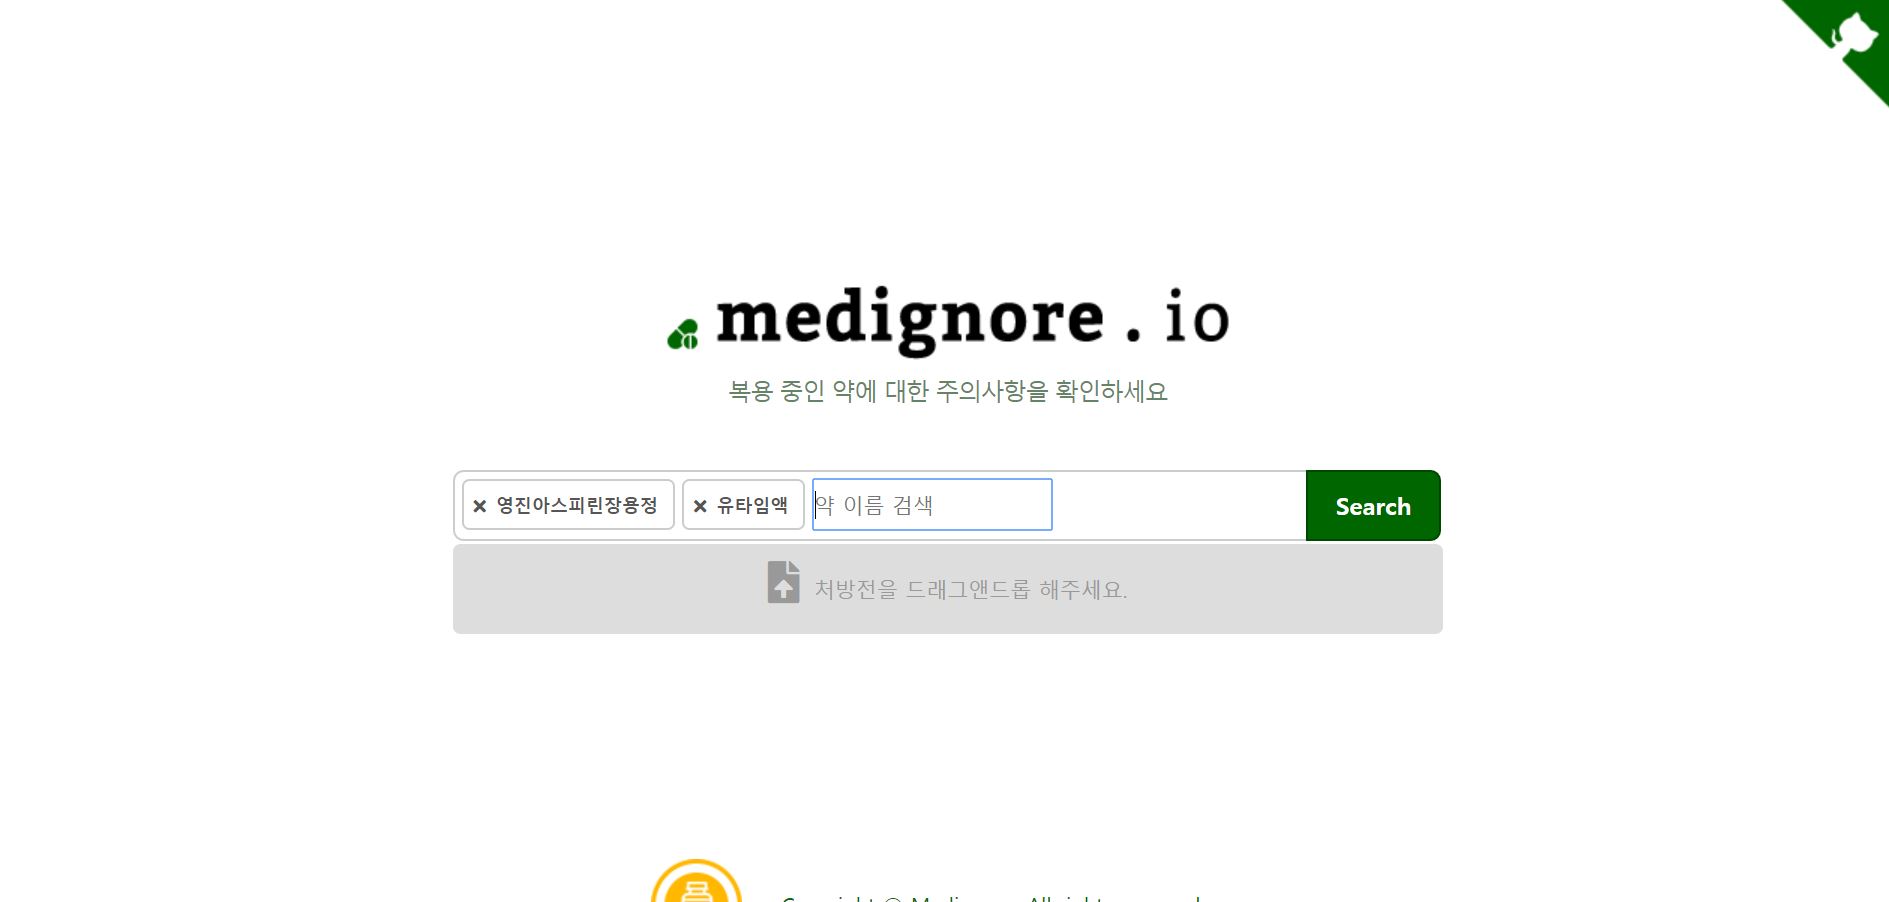 medignore . io
복용 중인 약에 대한 주의사항을 확인하세요
영진아스피린장용정 유타임액 약 이름 검색 Search
처방전을 드래그앤드롭 해주세요.